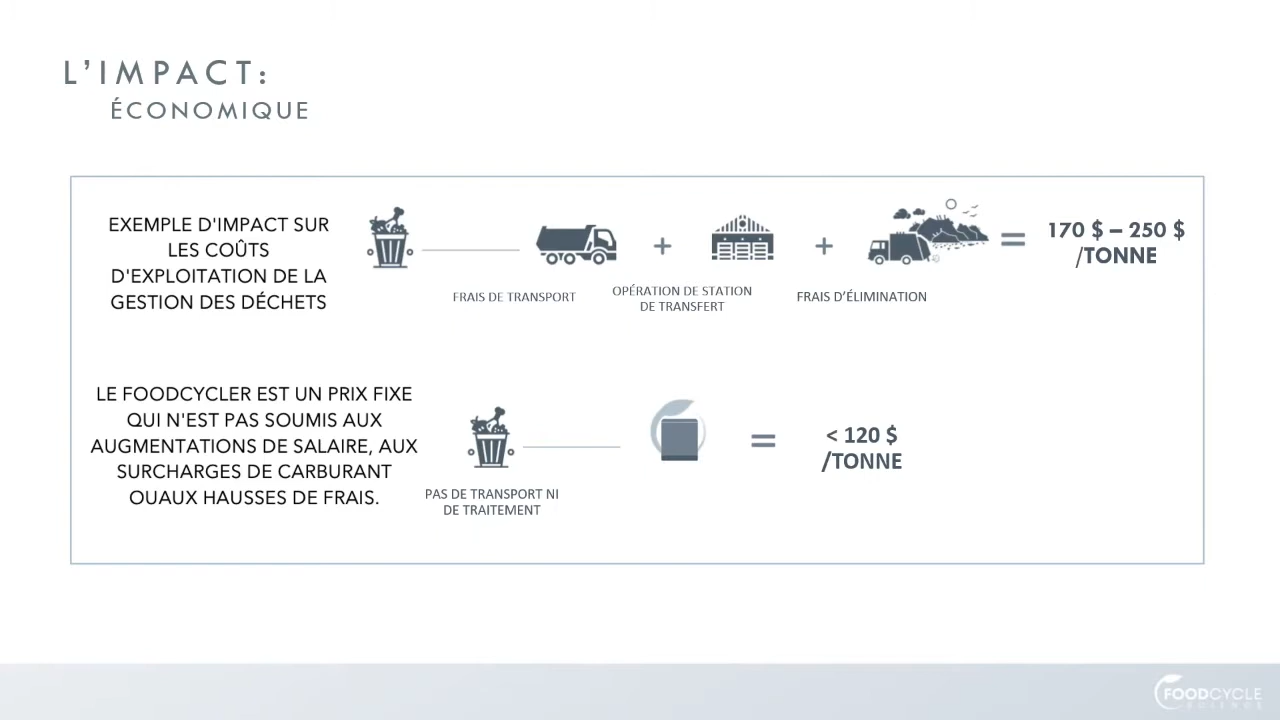 L'IMPACT:
ÉCONOMIQUE
EXEMPLE D'IMPACT SUR
LES COÛTS
D'EXPLOITATION DE LA
GESTION DES DÉCHETS
FRAIS DE TRANSPORT
+
OPÉRATION DE STATION
DE TRANSFERT
+
FRAIS D'ÉLIMINATION
=
170 $ – 250 $
/TONNE
LE FOODCYCLER EST UN PRIX FIXE
QUI N'EST PAS SOUMIS AUX
AUGMENTATIONS DE SALAIRE, AUX
SURCHARGES DE CARBURANT
OUAUX HAUSSES DE FRAIS.
PAS DE TRANSPORT NI
DE TRAITEMENT
=
< 120 $
/TONNE
FOODCYCLE
SCIENCE